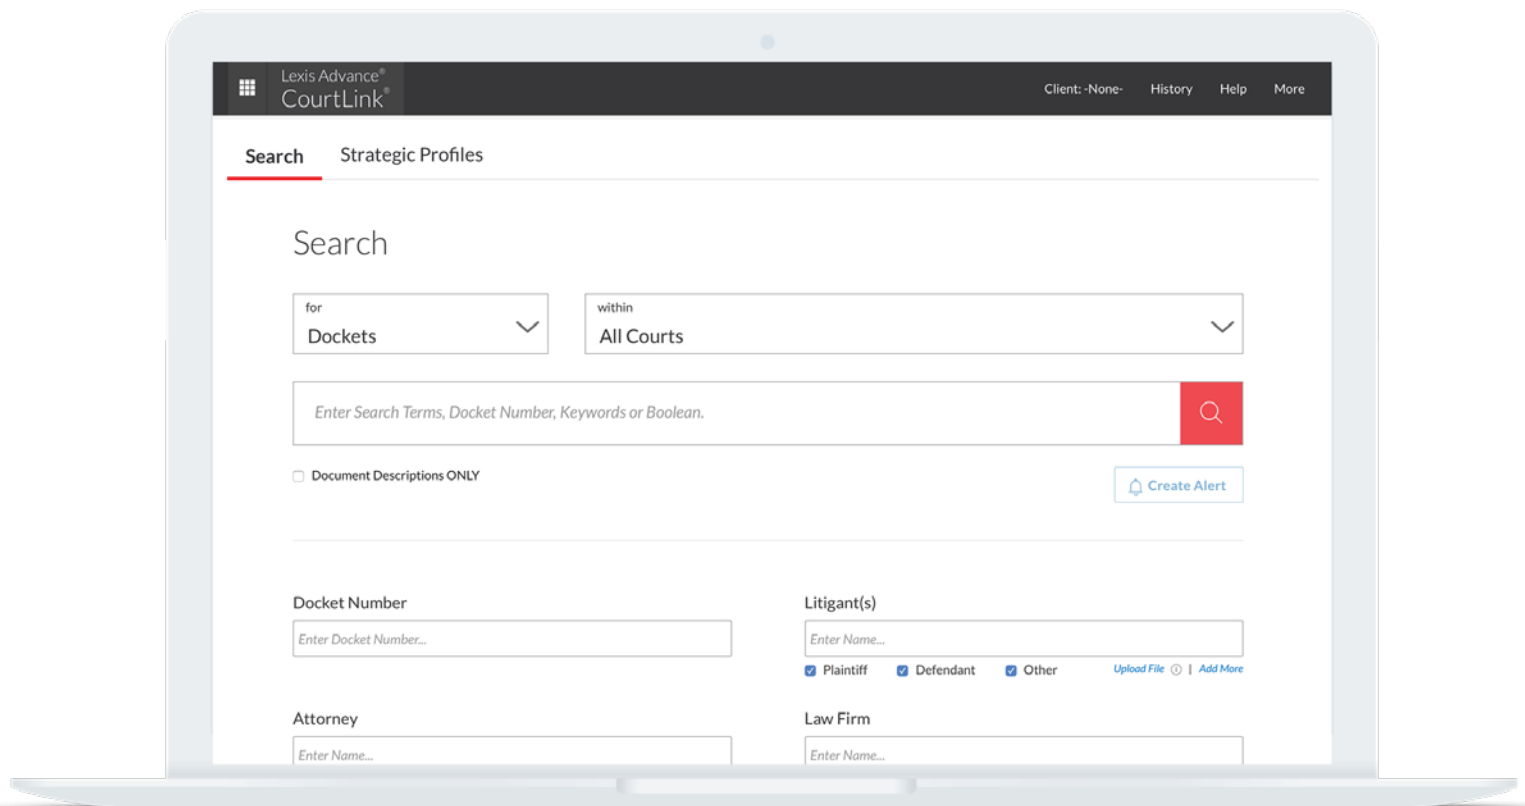 Lexis Advance®
CourtLink®
Client: -None- History Help More
Search Strategic Profiles
Search
for within
Dockets All Courts
Enter Search Terms, Docket Number, Keywords or Boolean.
Document Descriptions ONLY
Create Alert
Docket Number Litigant(s)
Enter Docket Number... Enter Name...
Plaintiff Defendant Other Upload File | Add More
Attorney Law Firm
Enter Name... Enter Name...